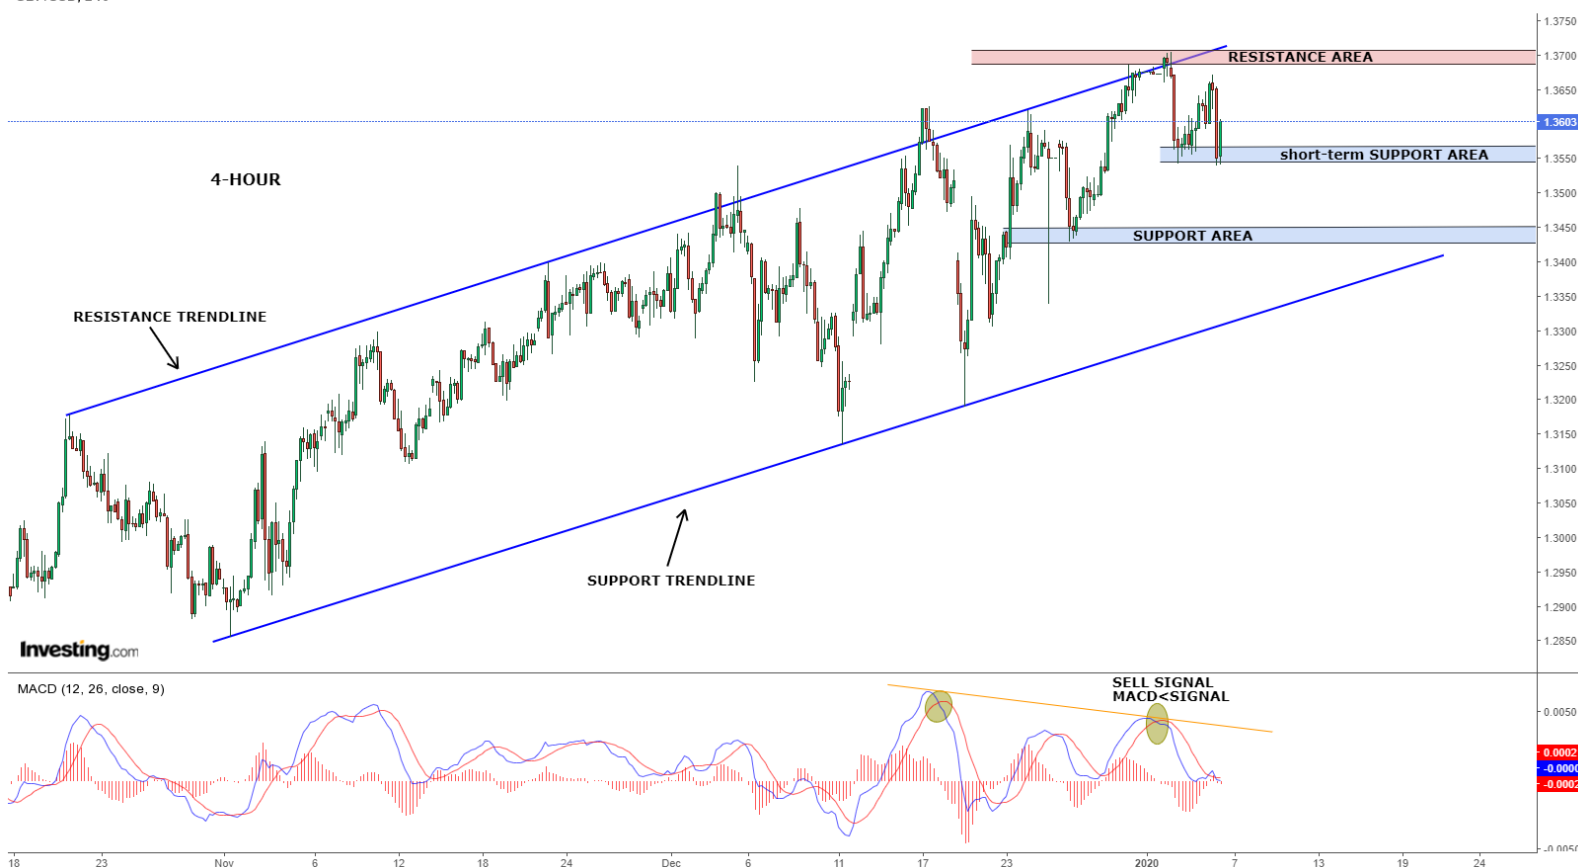 1.3750
1.3700
RESISTANCE AREA
1.3650
1.3603
short-term SUPPORT AREA
1.3550
4-HOUR
1.3500
1.3450
SUPPORT AREA
1.3400
1.3350
RESISTANCE TRENDLINE
1.3300
1.3250
1.3200
1.3150
1.3100
1.3050
1.3000
1.2950
SUPPORT TRENDLINE
1.2900
1.2850
Investing.com
MACD (12, 26, close, 9)
SELL SIGNAL
MACD<SIGNAL
0.0050
0.0002
-0.000
-0.0002
-0.005
18 23 Nov 6 12 18 24 Dec 6 11 17 23 2020 7 13 19 24